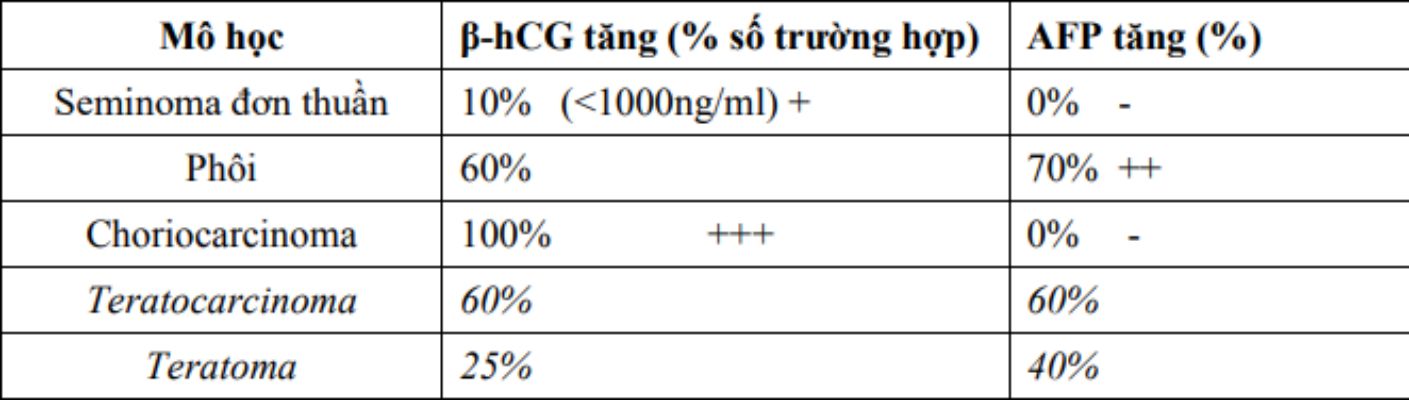 Mô học β-hCG tăng (% số trường hợp) AFP tăng (%)
Seminoma đơn thuần 10% (<1000ng/ml) + 0% -
Phôi 60% 70% ++
Choriocarcinoma 100% +++ 0% -
Teratocarcinoma 60% 60%
Teratoma 25% 40%